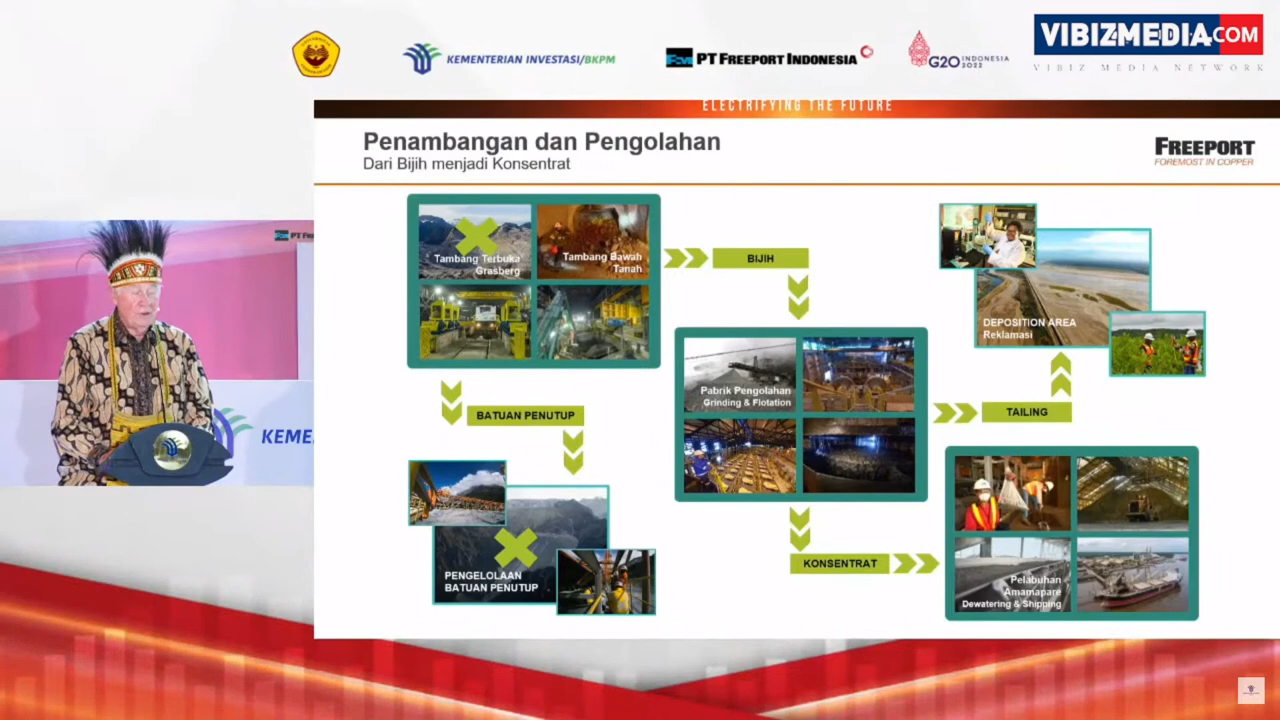 KEMENTERIAN INVESTASI/BKPM
PT FREEPORT INDONESIA
G20 INDONESIA
2022
VIBIZMEDIA.COM
VIBIZ MEDIA NETWORK
ELECTRIFYING THE FUTURE
Penambangan dan Pengolahan
Dari Bijih menjadi Konsentrat
FREEPORT
FOREMOST IN COPPER
Tambang Terbuka
Grasberg
Tambang Bawah
Tanah
BIJIH
DEPOSITION AREA
Reklamasi
Pabrik Pengolahan
Grinding & Flotation
BATUAN PENUTUP
TAILING
PENGELOLAAN
BATUAN PENUTUP
KONSENTRAT
Pelabuhan
Amamapare
Dewatering & Shipping
PT Fre
KEME